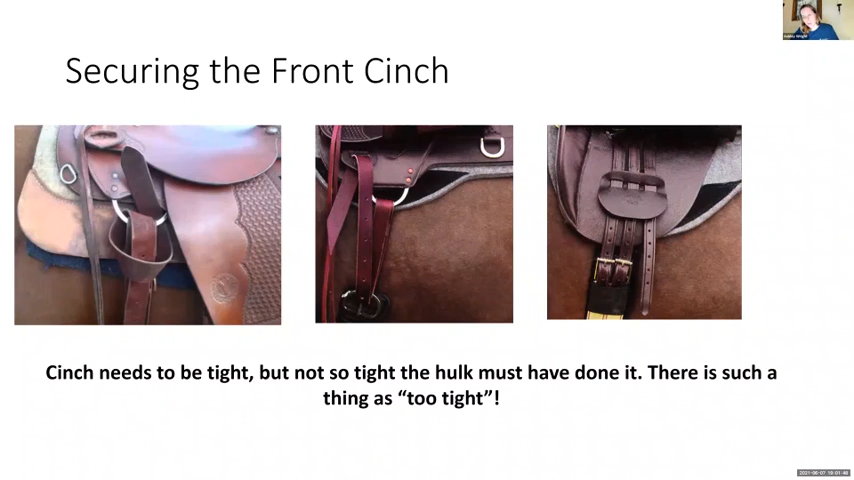 Securing the Front Cinch
Cinch needs to be tight, but not so tight the hulk must have done it. There is such a
thing as “too tight”!